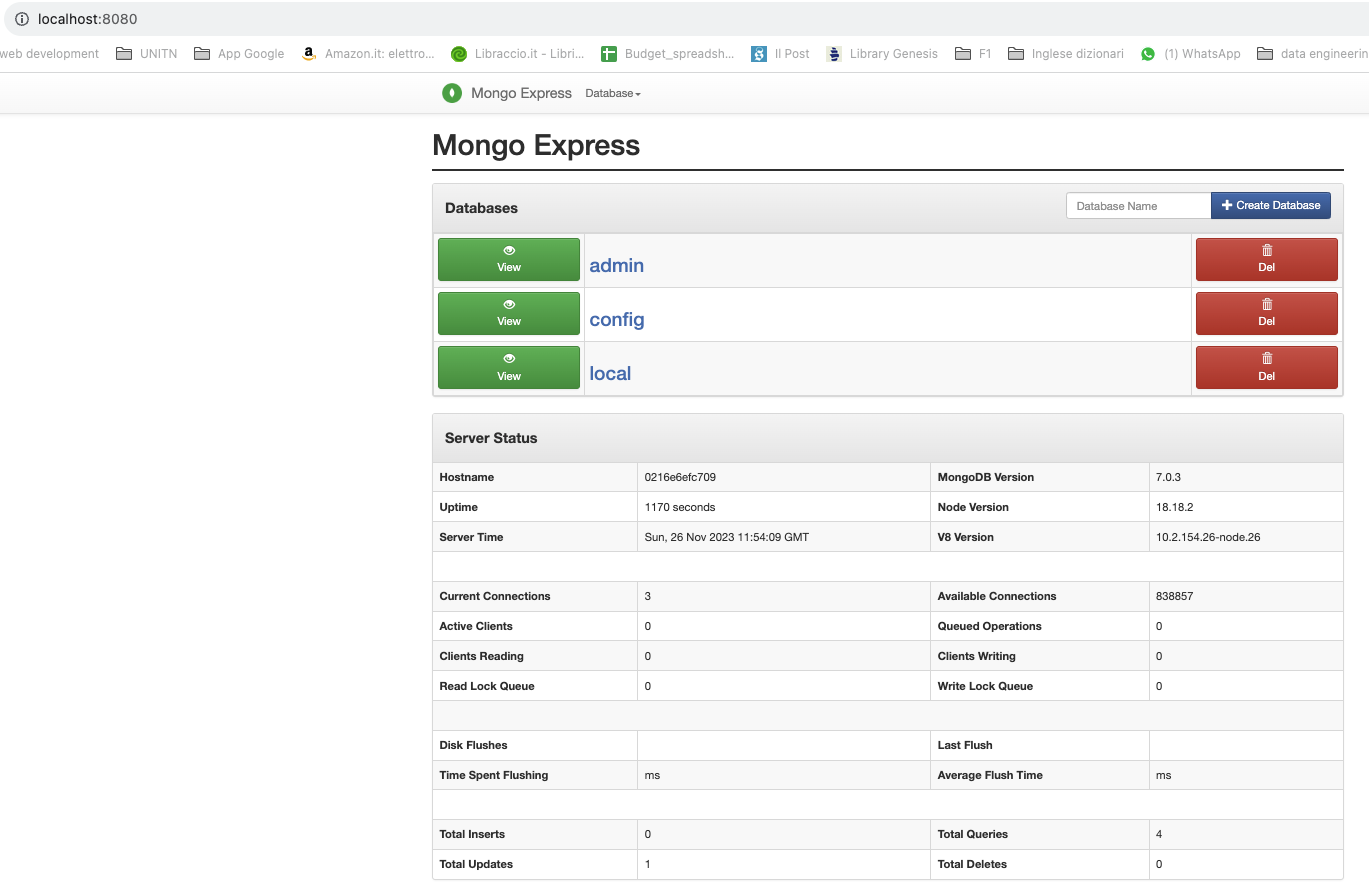 localhost:8080
web development UNITN App Google Amazon.it: elettro... Libraccio.it - Libri... Budget_spreadsh... Il Post Library Genesis F1 Inglese dizionari (1) WhatsApp data engineerin
Mongo Express Database
Mongo Express
Databases Database Name Create Database
View admin Del
View config Del
View local Del
Server Status
Hostname 0216e6efc709 MongoDB Version 7.0.3
Uptime 1170 seconds Node Version 18.18.2
Server Time Sun, 26 Nov 2023 11:54:09 GMT V8 Version 10.2.154.26-node.26
Current Connections 3 Available Connections 838857
Active Clients 0 Queued Operations 0
Clients Reading 0 Clients Writing 0
Read Lock Queue 0 Write Lock Queue 0
Disk Flushes Last Flush
Time Spent Flushing ms Average Flush Time ms
Total Inserts 0 Total Queries 4
Total Updates 1 Total Deletes 0